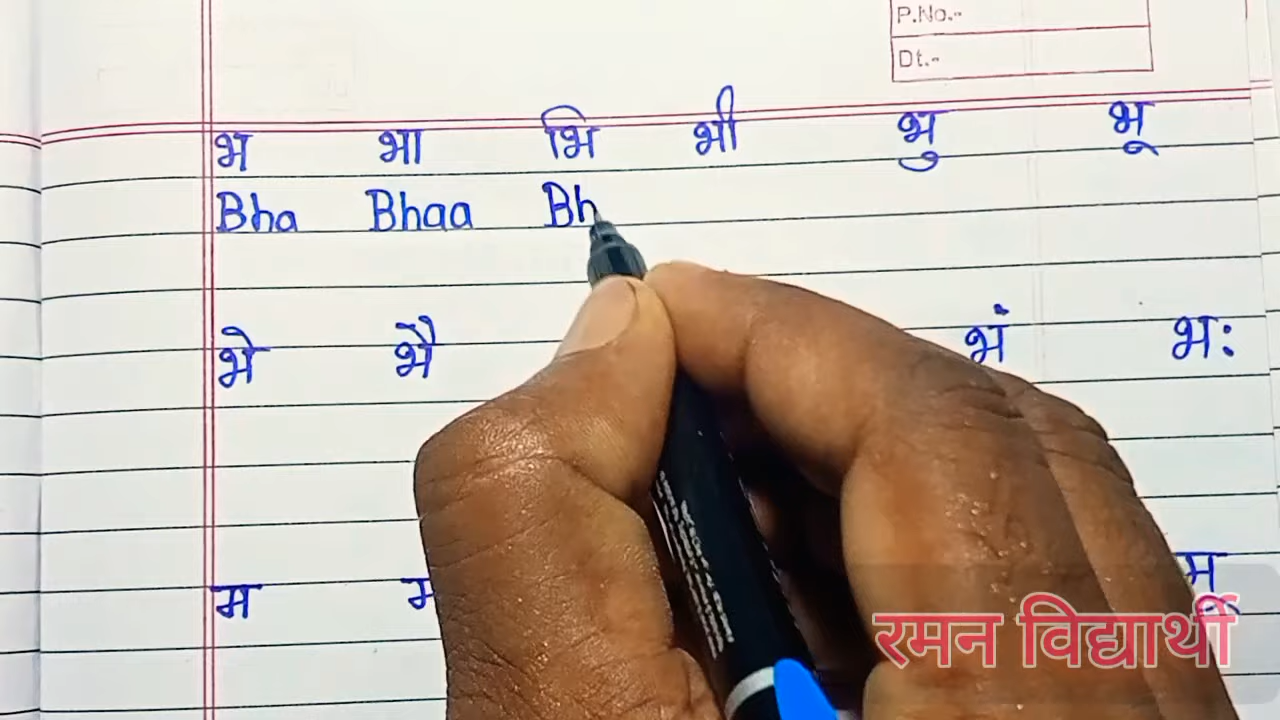 P.No.-
Dt.-
भ भा भि भी भु भू
Bha Bhaa Bh
भे भै भं भः
म
रमन विद्यार्थी